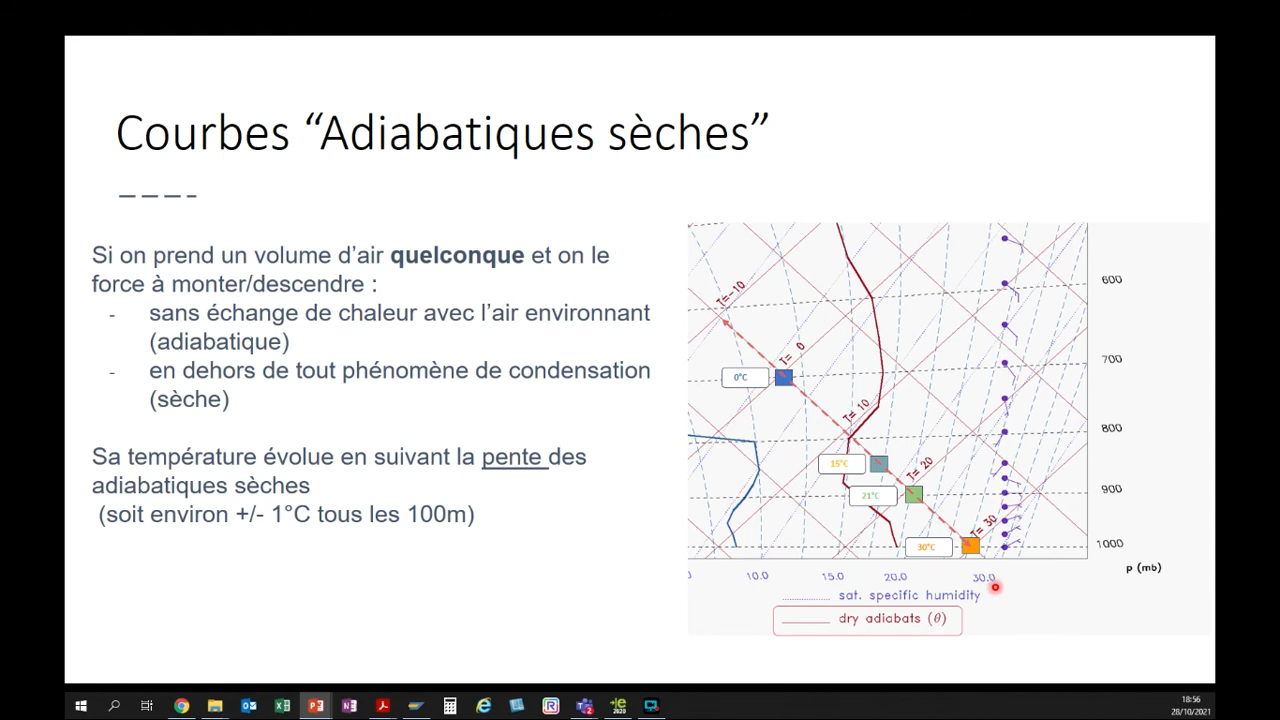 Courbes “Adiabatiques sèches”
Si on prend un volume d’air quelconque et on le
force à monter/descendre :
- sans échange de chaleur avec l’air environnant
(adiabatique)
- en dehors de tout phénomène de condensation
(sèche)
Sa température évolue en suivant la pente des
adiabatiques sèches
(soit environ +/- 1°C tous les 100m)
T=-10
600
T= 0
700
0°C
T= 10
800
15°C
T= 20
900
21°C
T= 30
30°C
1000
p (mb)
10.0 15.0 20.0 30.0
sat. specific humidity
dry adiabats (θ)
18:56
28/10/2021